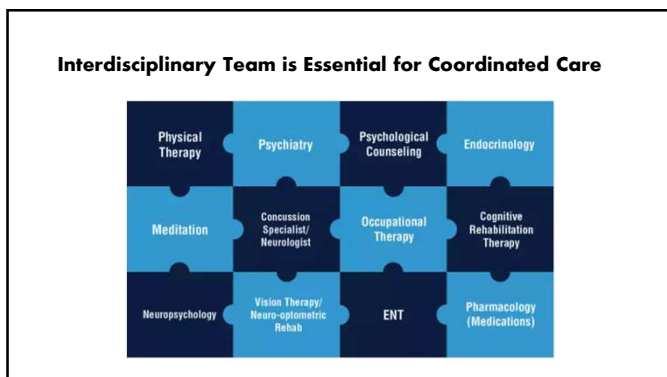 Interdisciplinary Team is Essential for Coordinated Care
Physical
Therapy
Psychiatry
Psychological
Counseling
Endocrinology
Meditation
Concussion
Specialist/
Neurologist
Occupational
Therapy
Cognitive
Rehabilitation
Therapy
Neuropsychology
Vision Therapy/
Neuro-optometric
Rehab
ENT
Pharmacology
(Medications)